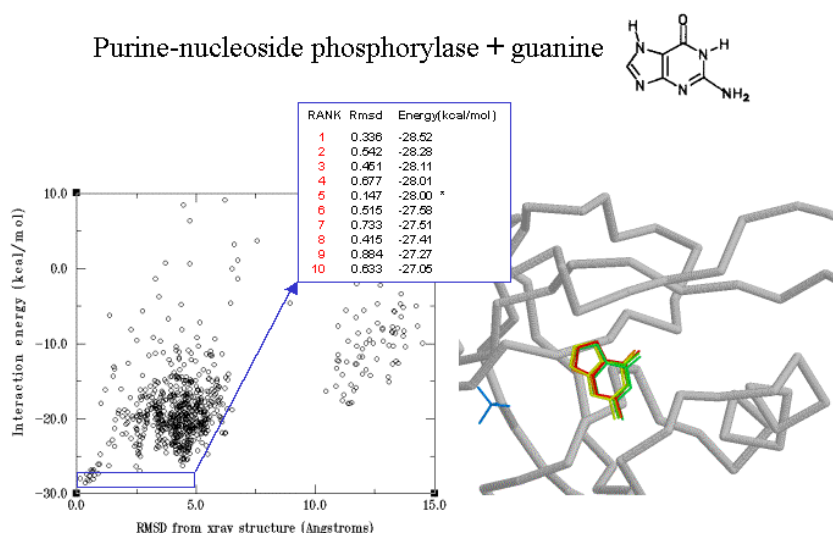 Purine-nucleoside phosphorylase + guanine
H
O
N
N
H
N
N
NH₂
RANK Rmsd Energy(kcal/mol)
1 0.336 -28.52
2 0.542 -28.28
3 0.451 -28.11
4 0.677 -28.01
5 0.147 -28.00 *
6 0.515 -27.58
7 0.733 -27.51
8 0.415 -27.41
9 0.884 -27.27
10 0.633 -27.05
Interaction energy (kcal/mol)
10.0
0.0
-10.0
-20.0
-30.0
0.0 5.0 15.0
RMSD from xray structure (Angstroms)